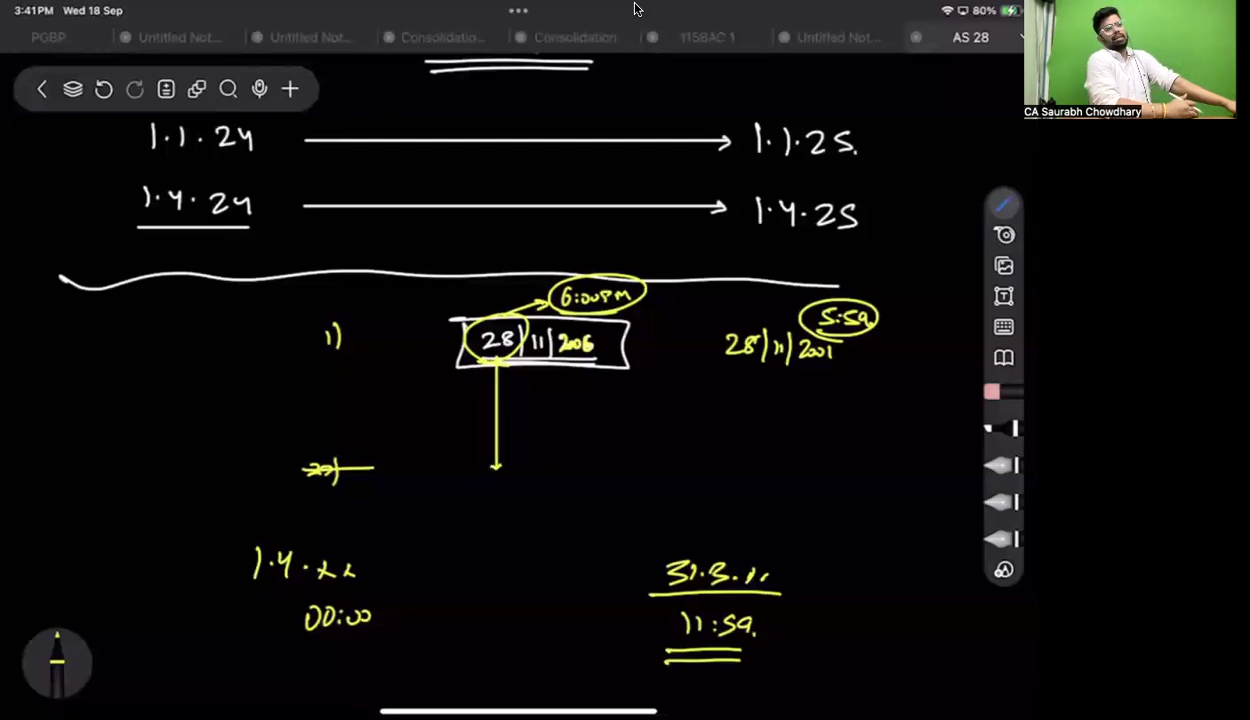 3:41 PM Wed 18 Sep
80%
PGBP
Untitled Not...
Untitled Not...
Consolidatio...
Consolidation
115BAC 1
Untitled Not...
AS 28
CA Saurabh Chowdhary
1.1.24 1.1.25.
1.4.24 1.4.25
6:00PM
5:59
1) 28/11/2006 28/11/2001
1.4.xx 31.3.
00:00 11:59.